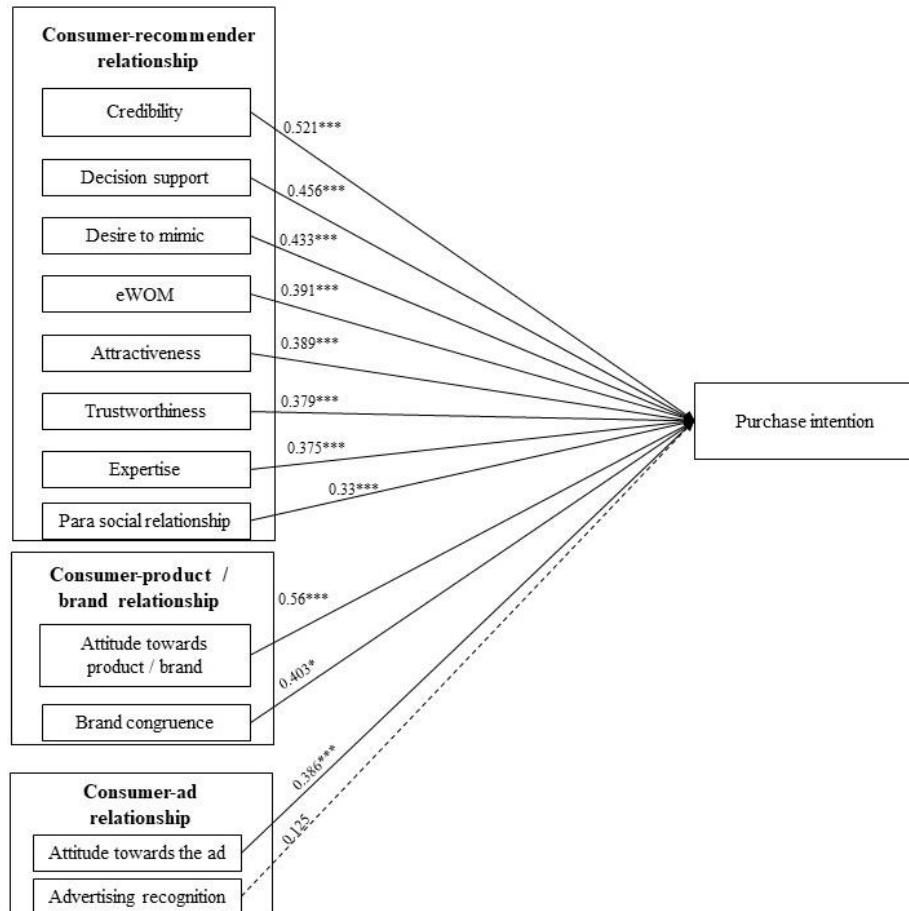 Consumer-recommender
relationship
Credibility
0.521***
Decision support
0.456***
Desire to mimic
0.433***
eWOM
0.391***
Attractiveness
0.389***
Trustworthiness
0.379***
Expertise
0.375***
Para social relationship
0.33***
Purchase intention
Consumer-product /
brand relationship
Attitude towards
product / brand
0.56***
Brand congruence
0.403*
Consumer-ad
relationship
Attitude towards the ad
0.386***
Advertising recognition
0.125